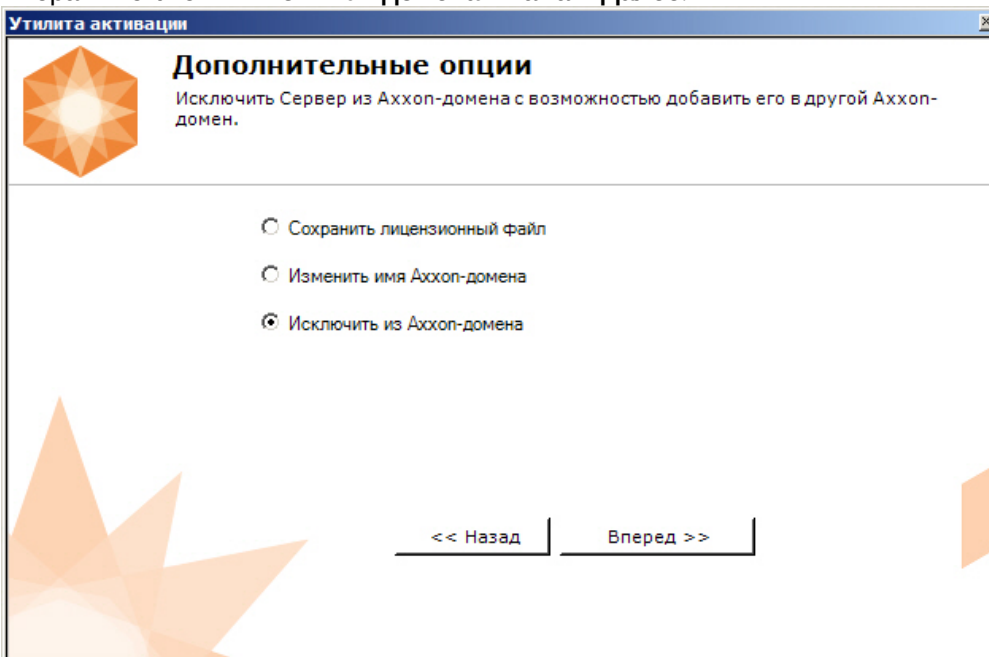 Утилита активации
Дополнительные опции
Исключить Сервер из Axxon-домена с возможностью добавить его в другой Axxon-
домен.
Сохранить лицензионный файл
Изменить имя Axxon-домена
Исключить из Axxon-домена
<< Назад
Вперед >>